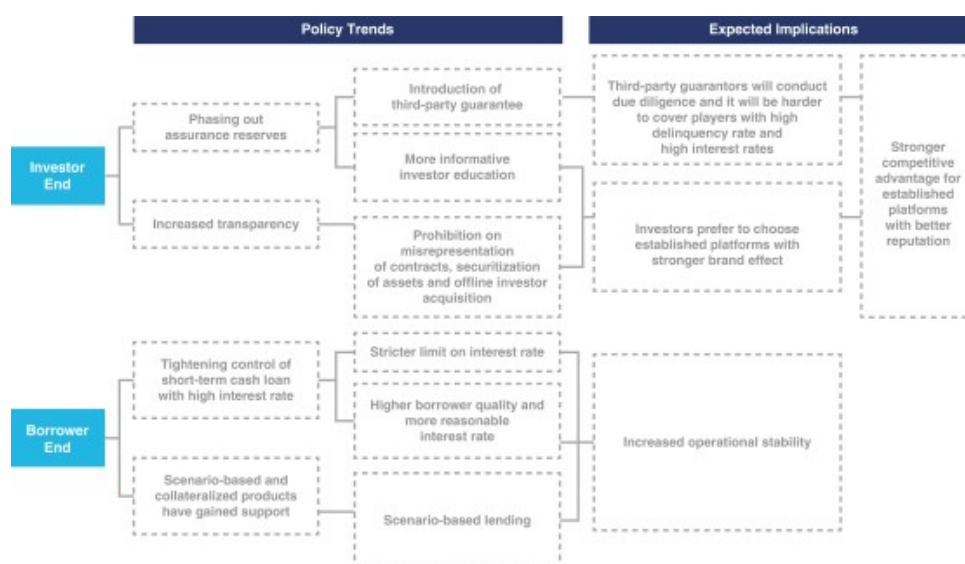 Policy Trends
Expected Implications
Investor
End
Phasing out
assurance reserves
Increased transparency
Introduction of
third-party guarantee
More informative
investor education
Prohibition on
misrepresentation
of contracts, securitization
of assets and offline investor
acquisition
Third-party guarantors will conduct
due diligence and it will be harder
to cover players with high
delinquency rate and
high interest rates
Investors prefer to choose
established platforms with
stronger brand effect
Stronger
competitive
advantage for
established
platforms
with better
reputation
Borrower
End
Tightening control of
short-term cash loan
with high interest rate
Scenario-based and
collateralized products
have gained support
Stricter limit on interest rate
Higher borrower quality and
more reasonable
interest rate
Scenario-based lending
Increased operational stability